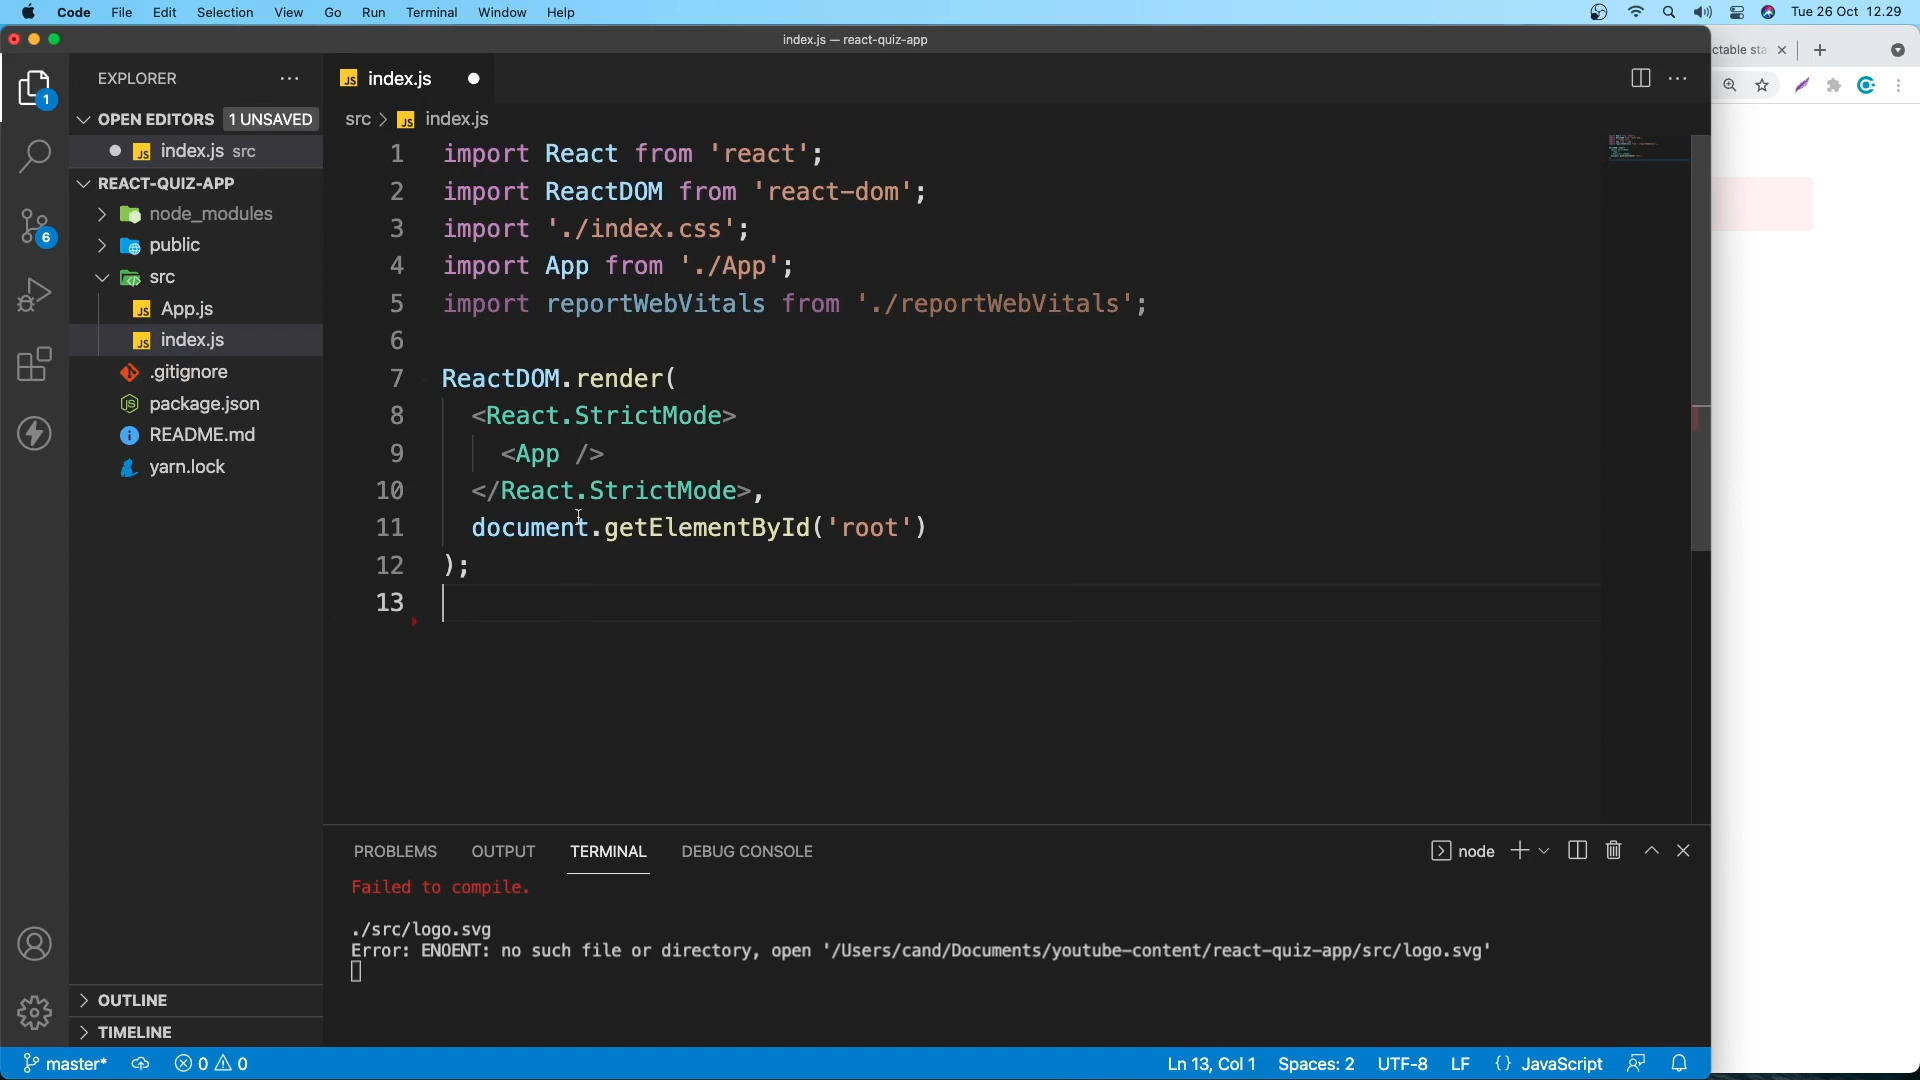 Code File Edit Selection View Go Run Terminal Window Help Tue 26 Oct 12.29
index.js — react-quiz-app
ctable sta
EXPLORER
OPEN EDITORS 1 UNSAVED
index.js src
REACT-QUIZ-APP
node_modules
public
src
App.js
index.js
.gitignore
package.json
README.md
yarn.lock
OUTLINE
TIMELINE
1
6
index.js
src > index.js
1 import React from 'react';
2 import ReactDOM from 'react-dom';
3 import './index.css';
4 import App from './App';
5 import reportWebVitals from './reportWebVitals';
6
7 ReactDOM.render(
8 <React.StrictMode>
9 <App />
10 </React.StrictMode>,
11 document.getElementById('root')
12 );
13
PROBLEMS OUTPUT TERMINAL DEBUG CONSOLE node
Failed to compile.
./src/logo.svg
Error: ENOENT: no such file or directory, open '/Users/cand/Documents/youtube-content/react-quiz-app/src/logo.svg'
master* 0 0 Ln 13, Col 1 Spaces: 2 UTF-8 LF {} JavaScript